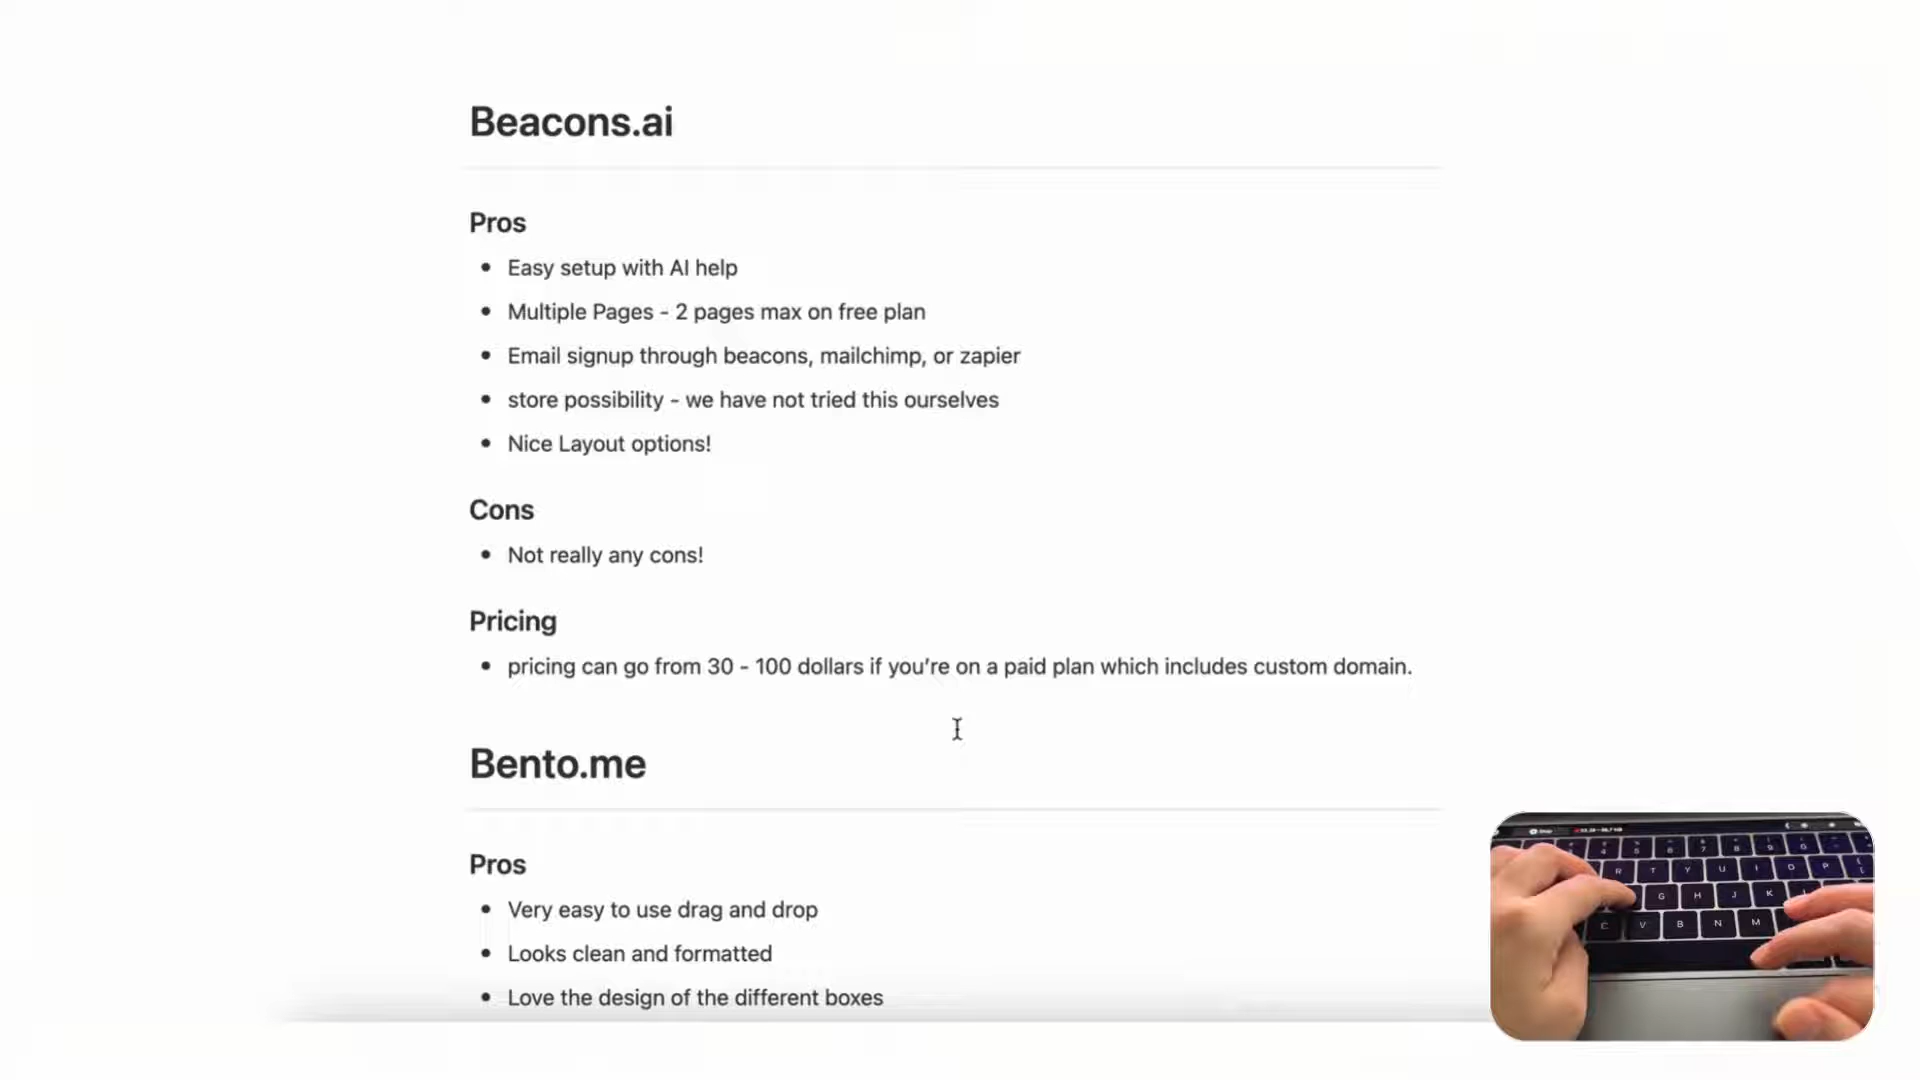 Beacons.ai
Pros
• Easy setup with AI help
• Multiple Pages - 2 pages max on free plan
• Email signup through beacons, mailchimp, or zapier
• store possibility - we have not tried this ourselves
• Nice Layout options!
Cons
• Not really any cons!
Pricing
• pricing can go from 30 - 100 dollars if you’re on a paid plan which includes custom domain.
Bento.me
Pros
• Very easy to use drag and drop
• Looks clean and formatted
• Love the design of the different boxes
R T Y U I O P
G H J K
C V B N M